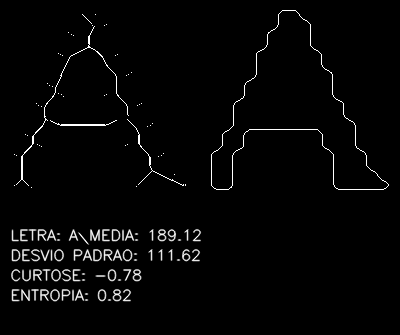 LETRA: A\MEDIA: 189.12
DESVIO PADRAO: 111.62
CURTOSE: -0.78
ENTROPIA: 0.82